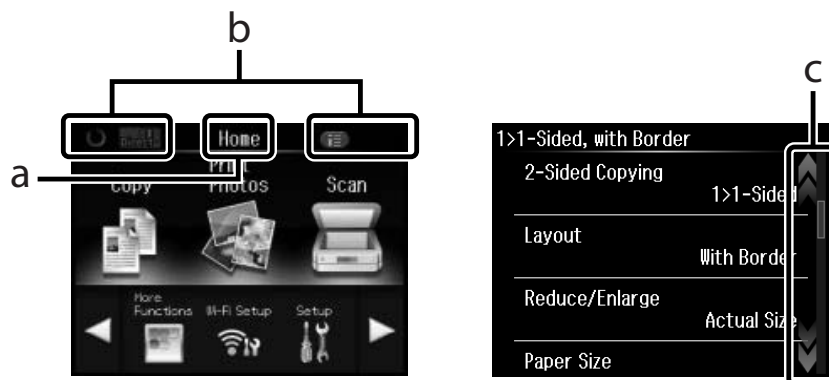 b
Home
a
Copy
Print
Photos
Scan
More
Functions
Wi-Fi Setup
Setup
c
1>1-Sided, with Border
2-Sided Copying
1>1-Sided
Layout
With Border
Reduce/Enlarge
Actual Size
Paper Size